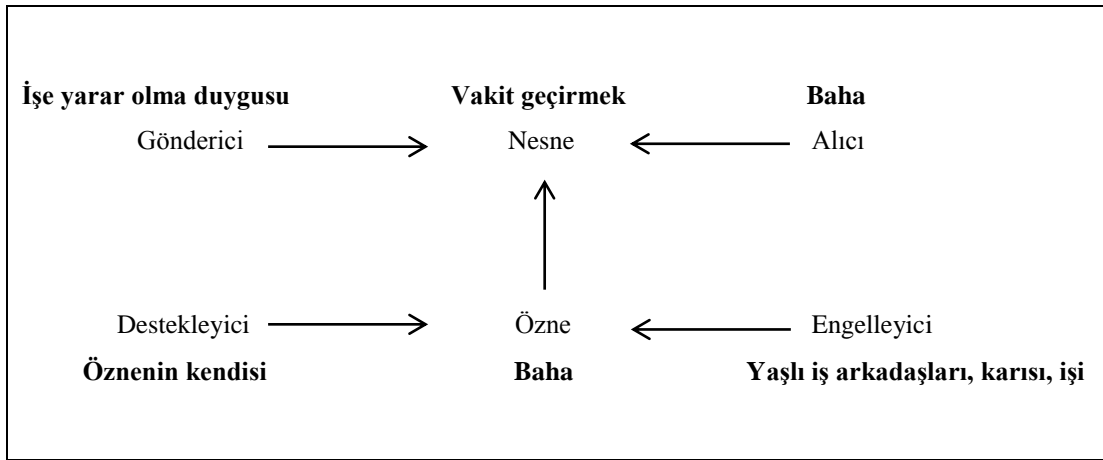 İşe yarar olma duygusu Vakit geçirmek Baha
Gönderici Nesne Alıcı
Destekleyici Özne Engelleyici
Öznenin kendisi Baha Yaşlı iş arkadaşları, karısı, işi